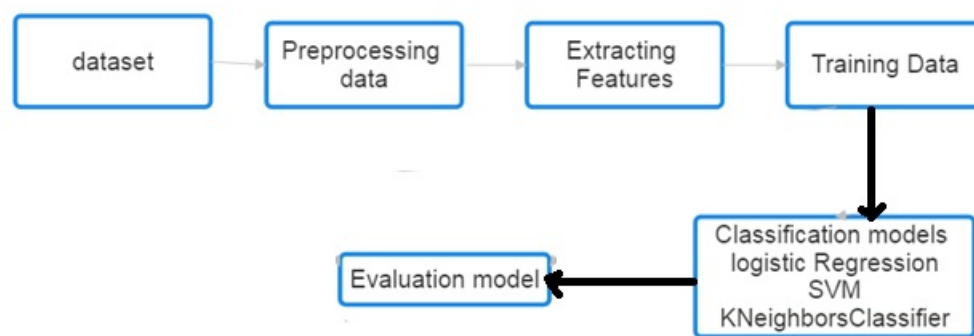 dataset
Preprocessing
data
Extracting
Features
Training Data
Classification models
logistic Regression
SVM
KNeighborsClassifier
Evaluation model